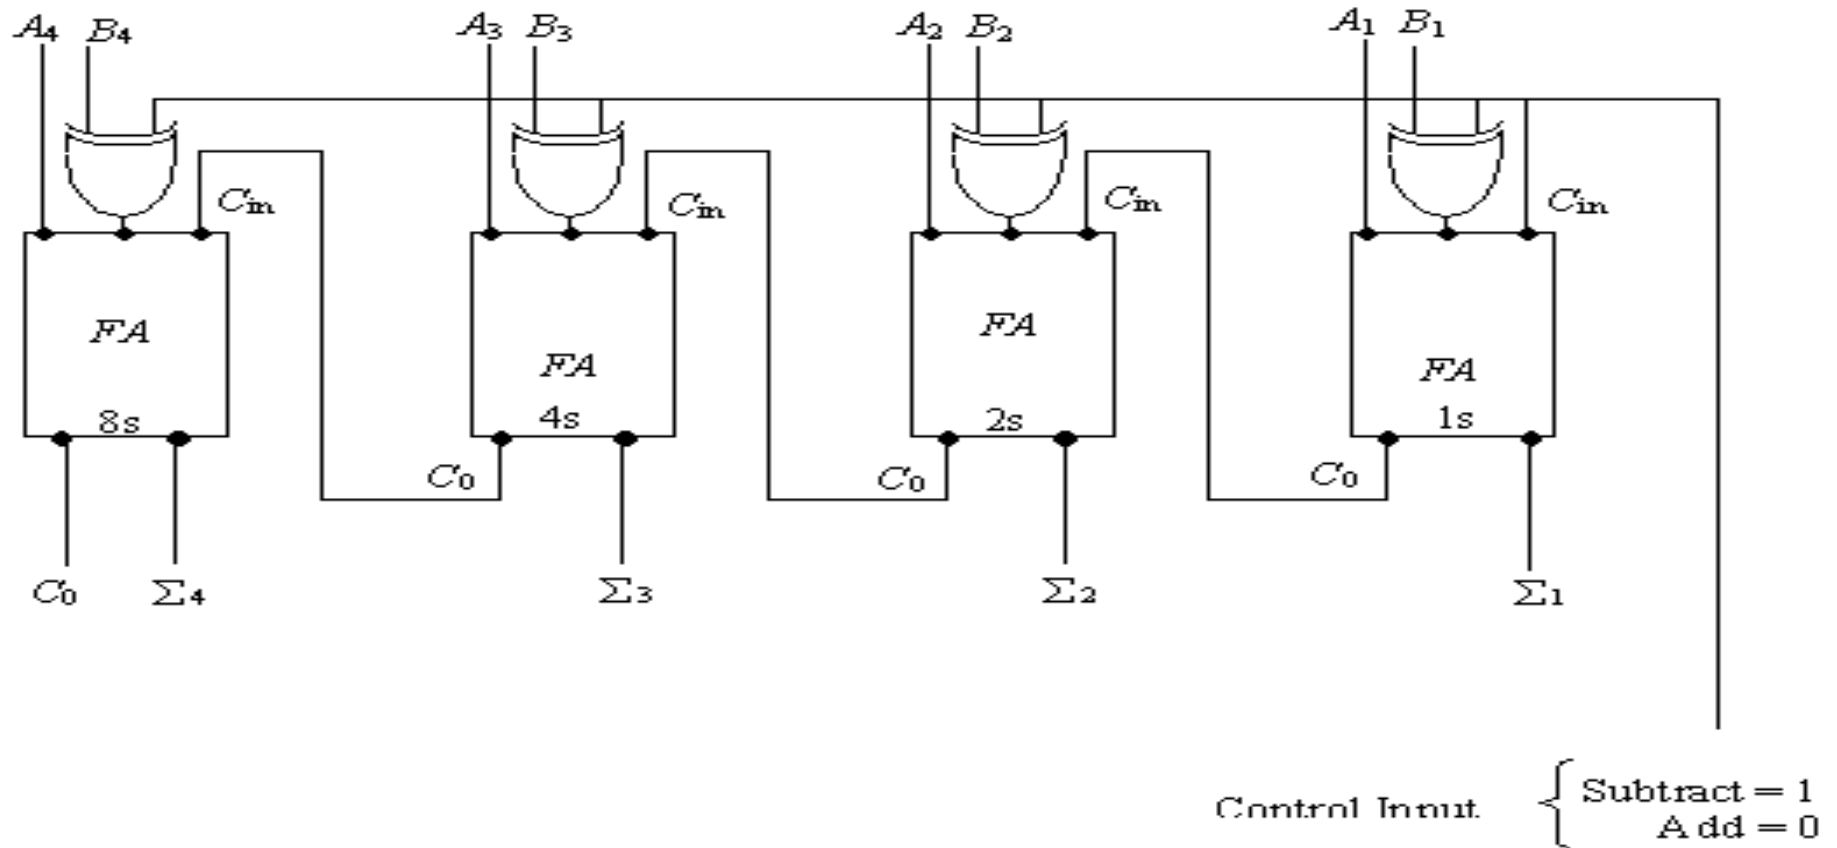 A4 B4 A3 B3 A2 B2 A1 B1
Cin Cin Cin Cin
FA FA FA FA
8s 4s 2s 1s
C0 C0 C0
C0 Σ4 Σ3 Σ2 Σ1
Control Input { Subtract = 1
Add = 0